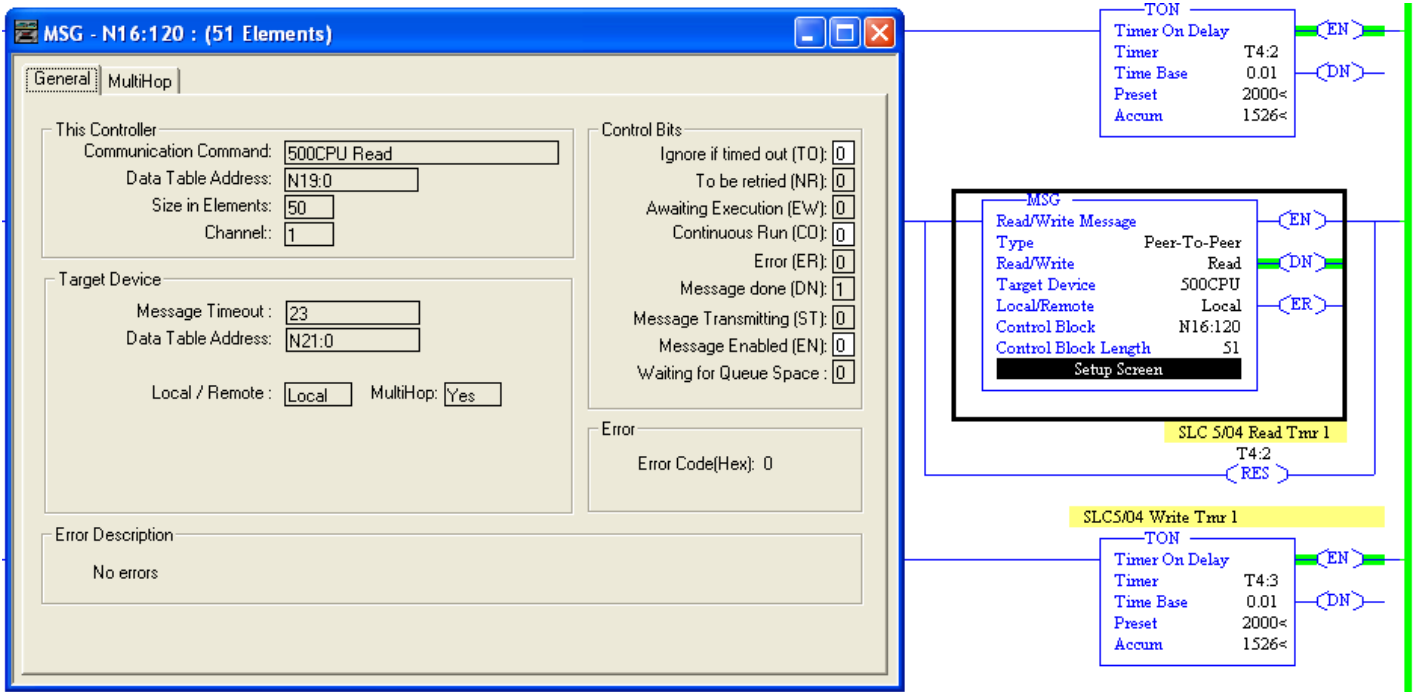 MSG - N16:120 : (51 Elements)
General MultiHop
This Controller
Communication Command: 500CPU Read
Data Table Address: N19:0
Size in Elements: 50
Channel:: 1
Target Device
Message Timeout : 23
Data Table Address: N21:0
Local / Remote : Local MultiHop: Yes
Control Bits
Ignore if timed out (TO): 0
To be retried (NR): 0
Awaiting Execution (EW): 0
Continuous Run (CO): 0
Error (ER): 0
Message done (DN): 1
Message Transmitting (ST): 0
Message Enabled (EN): 0
Waiting for Queue Space : 0
Error
Error Code(Hex): 0
Error Description
No errors
TON
Timer On Delay
Timer T4:2
Time Base 0.01
Preset 2000<
Accum 1526<
EN
DN
MSG
Read/Write Message
Type Peer-To-Peer
Read/Write Read
Target Device 500CPU
Local/Remote Local
Control Block N16:120
Control Block Length 51
Setup Screen
EN
DN
ER
SLC 5/04 Read Tmr 1
T4:2
RES
SLC5/04 Write Tmr 1
TON
Timer On Delay
Timer T4:3
Time Base 0.01
Preset 2000<
Accum 1526<
EN
DN